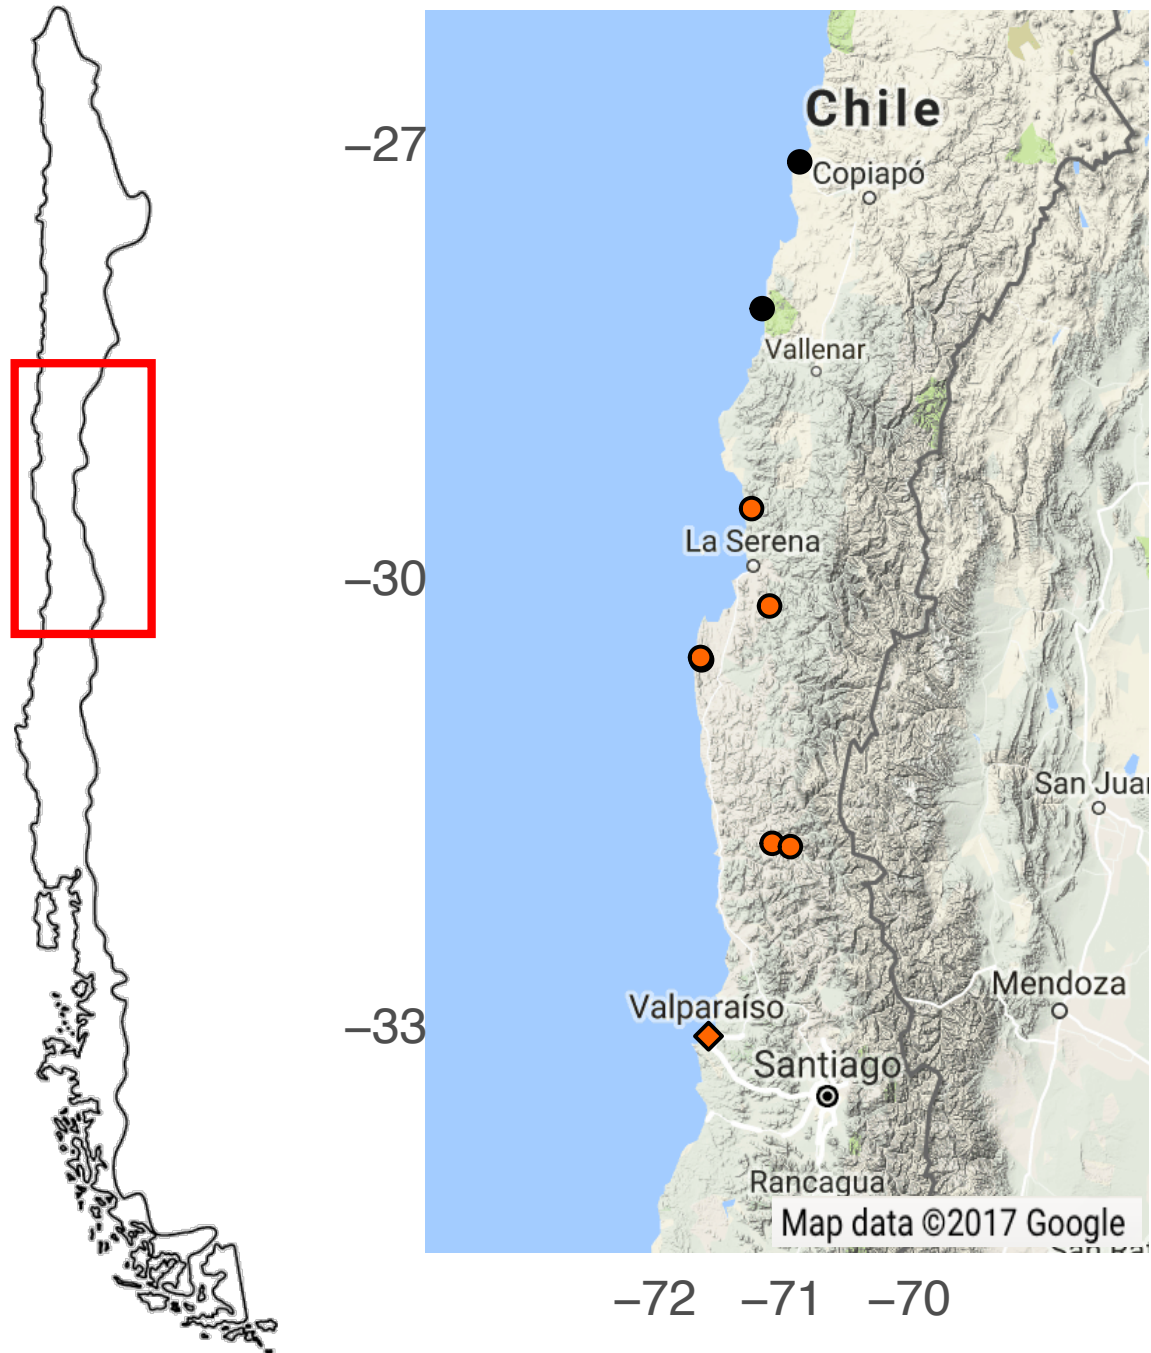 Chile
−27
Copiapó
Vallenar
La Serena
−30
San Juan
Mendoza
Valparaíso
−33
Santiago
Rancagua
Map data ©2017 Google
−72 −71 −70